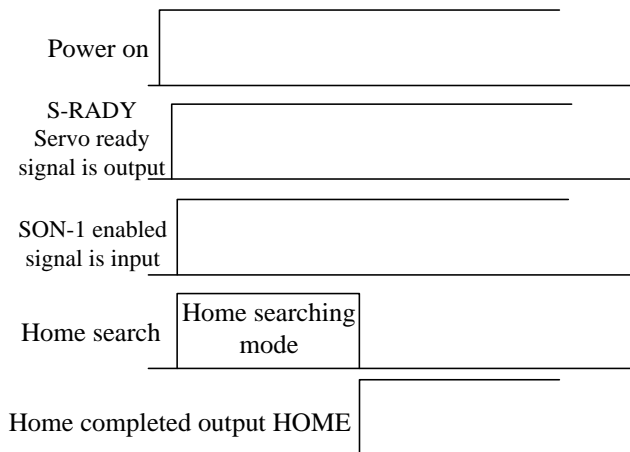 Power on
S-RADY
Servo ready
signal is output
SON-1 enabled
signal is input
Home search
Home searching
mode
Home completed output HOME